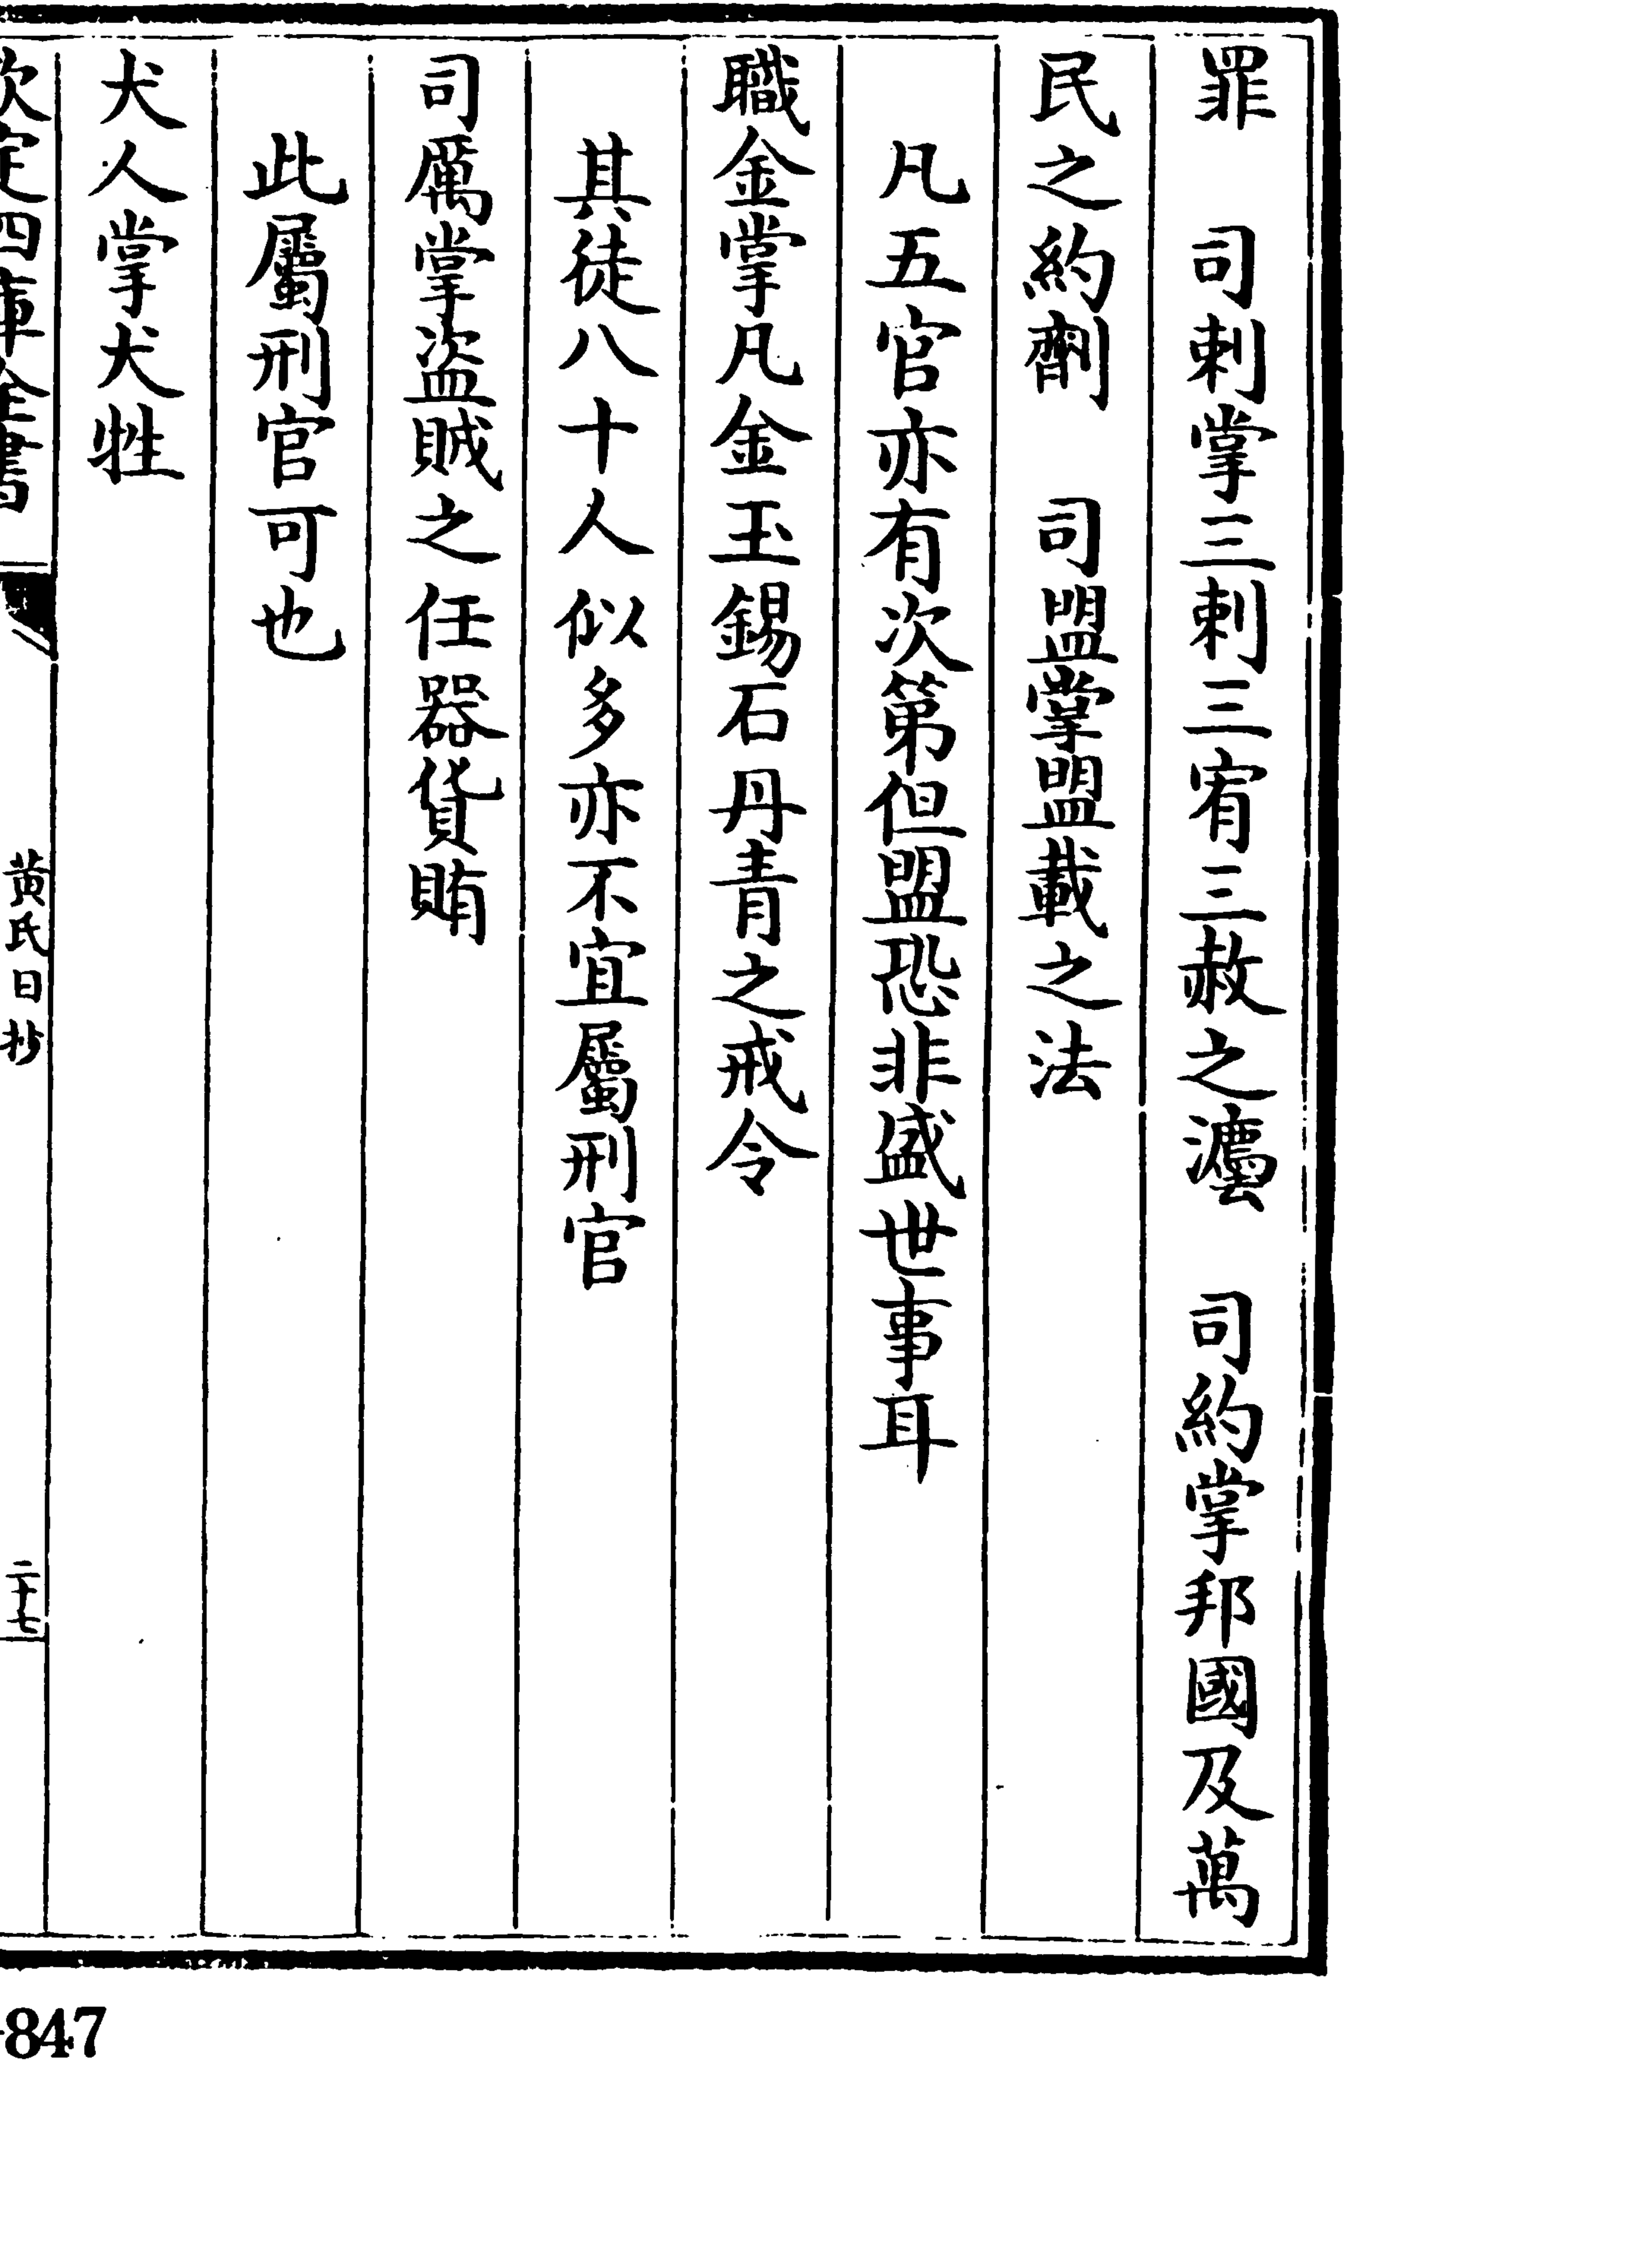 罪　司刺掌三刺三宥三赦之灋　司約掌邦國及萬
民之約劑　司盟掌盟載之法
凡五官亦有次第但盟恐非盛世事耳
職金掌凡金玉錫石丹青之戒令
其徒八十人似多亦不宜屬刑官
司厲掌盜賊之任器貨賄
此屬刑官可也
犬人掌犬牲
欽定四庫全書
黃氏日抄
二十七
847